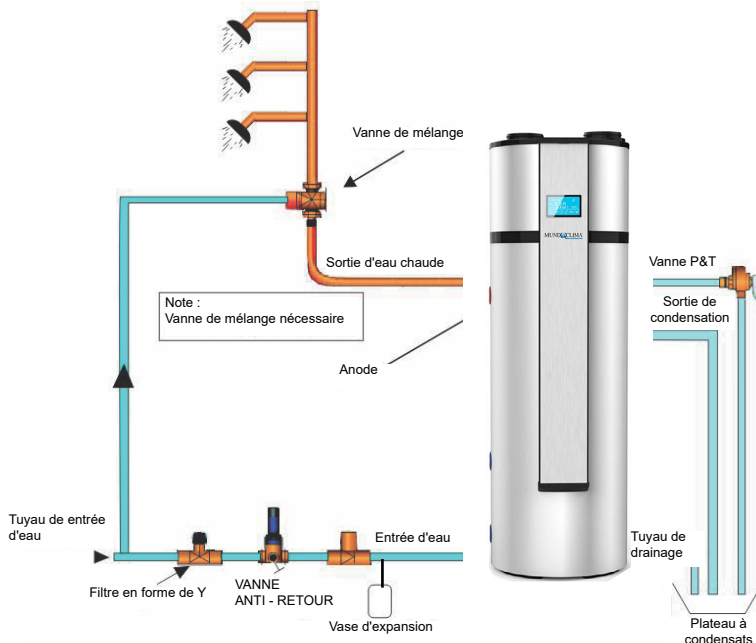 Vanne de mélange
MUNDOCLIMA
Sortie d'eau chaude
Vanne P&T
Note :
Vanne de mélange nécessaire
Sortie de
condensation
Anode
Tuyau de entrée
d'eau
Entrée d'eau
Tuyau de
drainage
Filtre en forme de Y
VANNE
ANTI - RETOUR
Vase d'expansion
Plateau à
condensats